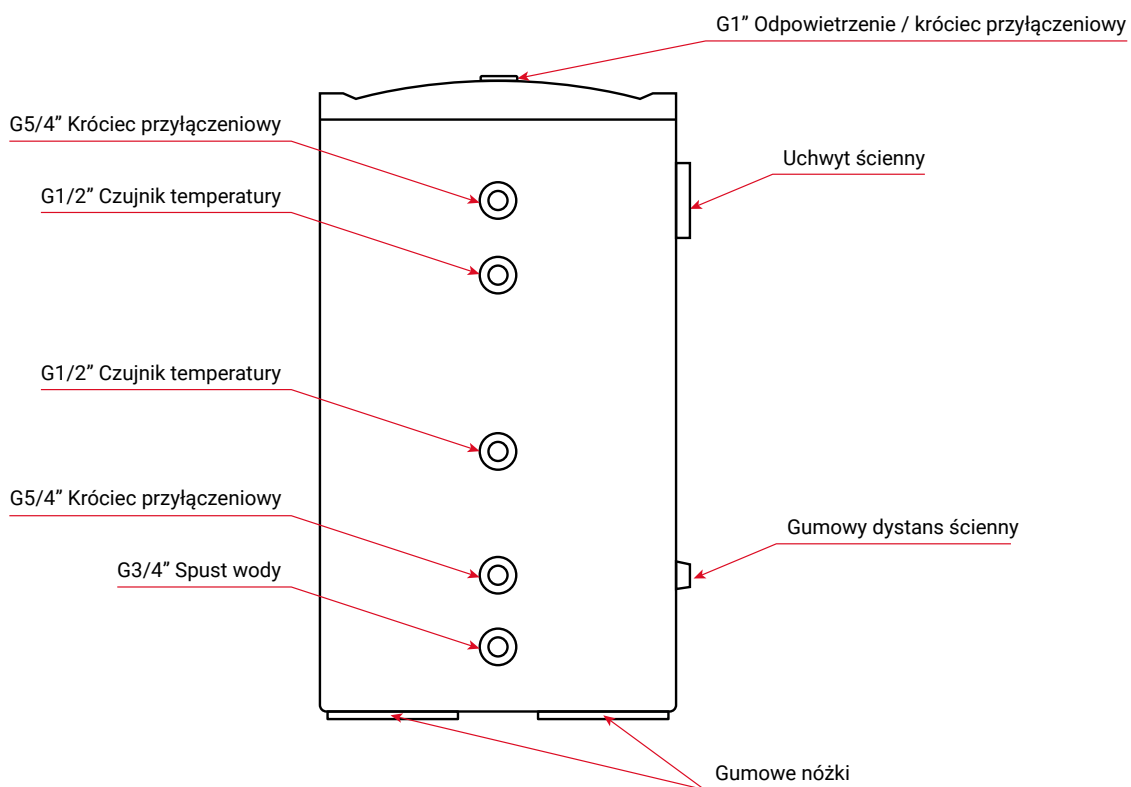 G1” Odpowietrzenie / króciec przyłączeniowy
G5/4” Króciec przyłączeniowy
Uchwyt ścienny
G1/2” Czujnik temperatury
G1/2” Czujnik temperatury
G5/4” Króciec przyłączeniowy
Gumowy dystans ścienny
G3/4” Spust wody
Gumowe nóżki